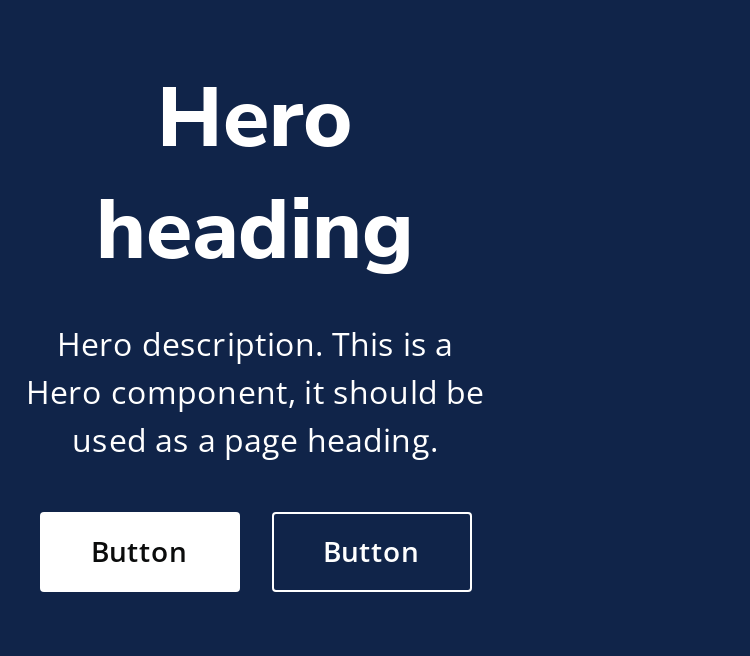 Hero
heading
Hero description. This is a
Hero component, it should be
used as a page heading.
Button Button